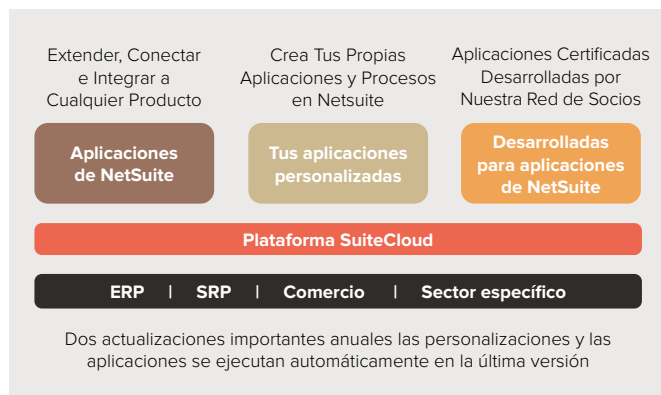 Extender, Conectar
e Integrar a
Cualquier Producto
Crea Tus Propias
Aplicaciones y Procesos
en Netsuite
Aplicaciones Certificadas
Desarrolladas por
Nuestra Red de Socios
Aplicaciones
de NetSuite
Tus aplicaciones
personalizadas
Desarrolladas
para aplicaciones
de NetSuite
Plataforma SuiteCloud
ERP | SRP | Comercio | Sector específico
Dos actualizaciones importantes anuales las personalizaciones y las
aplicaciones se ejecutan automáticamente en la última versión